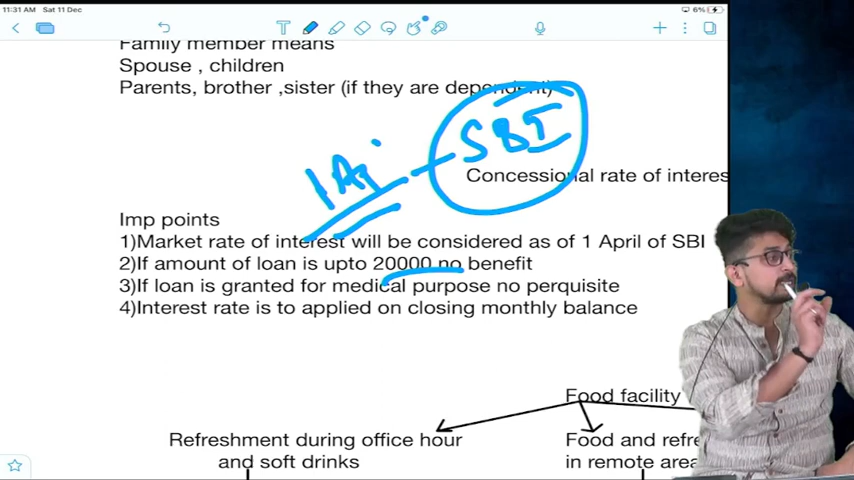 11:31 AM Sat 11 Dec
6%
T
Family member means
Spouse , children
Parents, brother ,sister (if they are dependent)
SBI
1 Apr
Concessional rate of interes
Imp points
1)Market rate of interest will be considered as of 1 April of SBI
2)If amount of loan is upto 20000 no benefit
3)If loan is granted for medical purpose no perquisite
4)Interest rate is to applied on closing monthly balance
Food facility
Refreshment during office hour
and soft drinks
Food and refre
in remote area